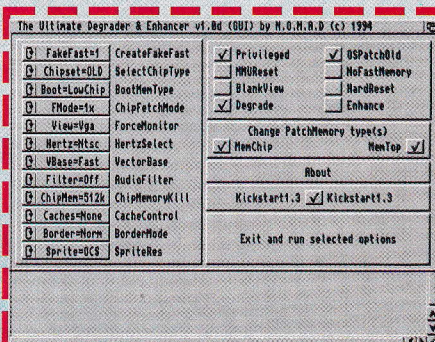 The Ultimate Degrader & Enhancer v1.0d (GUI) by N.O.M.A.D (c) 1994
FakeFast=1 CreateFakeFast
Chipset=OLD SelectChipType
Boot=LowChip BootMemType
FMode=1x ChipFetchMode
View=Vga ForceMonitor
Hertz=Ntsc HertzSelect
VBase=Fast VectorBase
Filter=Off AudioFilter
ChipMem=512k ChipMemoryKill
Caches=None CacheControl
Border=Norm BorderMode
Sprite=OCS SpriteRes
Privileged OSPatchOld
MMUReset NoFastMemory
BlankView HardReset
Degrade Enhance
Change PatchMemory type(s)
MemChip MemTop
About
Kickstart1.3 Kickstart1.3
Exit and run selected options